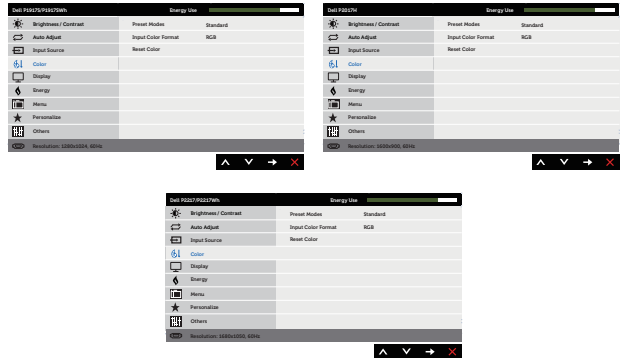 Dell P1917S/P1917SWh Energy Use
Brightness / Contrast Preset Modes Standard
Auto Adjust Input Color Format RGB
Input Source Reset Color
Color
Display
Energy
Menu
Personalize
Others
Resolution: 1280x1024, 60Hz
Dell P2017H Energy Use
Brightness / Contrast Preset Modes Standard
Auto Adjust Input Color Format RGB
Input Source Reset Color
Color
Display
Energy
Menu
Personalize
Others
Resolution: 1600x900, 60Hz
Dell P2217/P2217Wh Energy Use
Brightness / Contrast Preset Modes Standard
Auto Adjust Input Color Format RGB
Input Source Reset Color
Color
Display
Energy
Menu
Personalize
Others
Resolution: 1680x1050, 60Hz